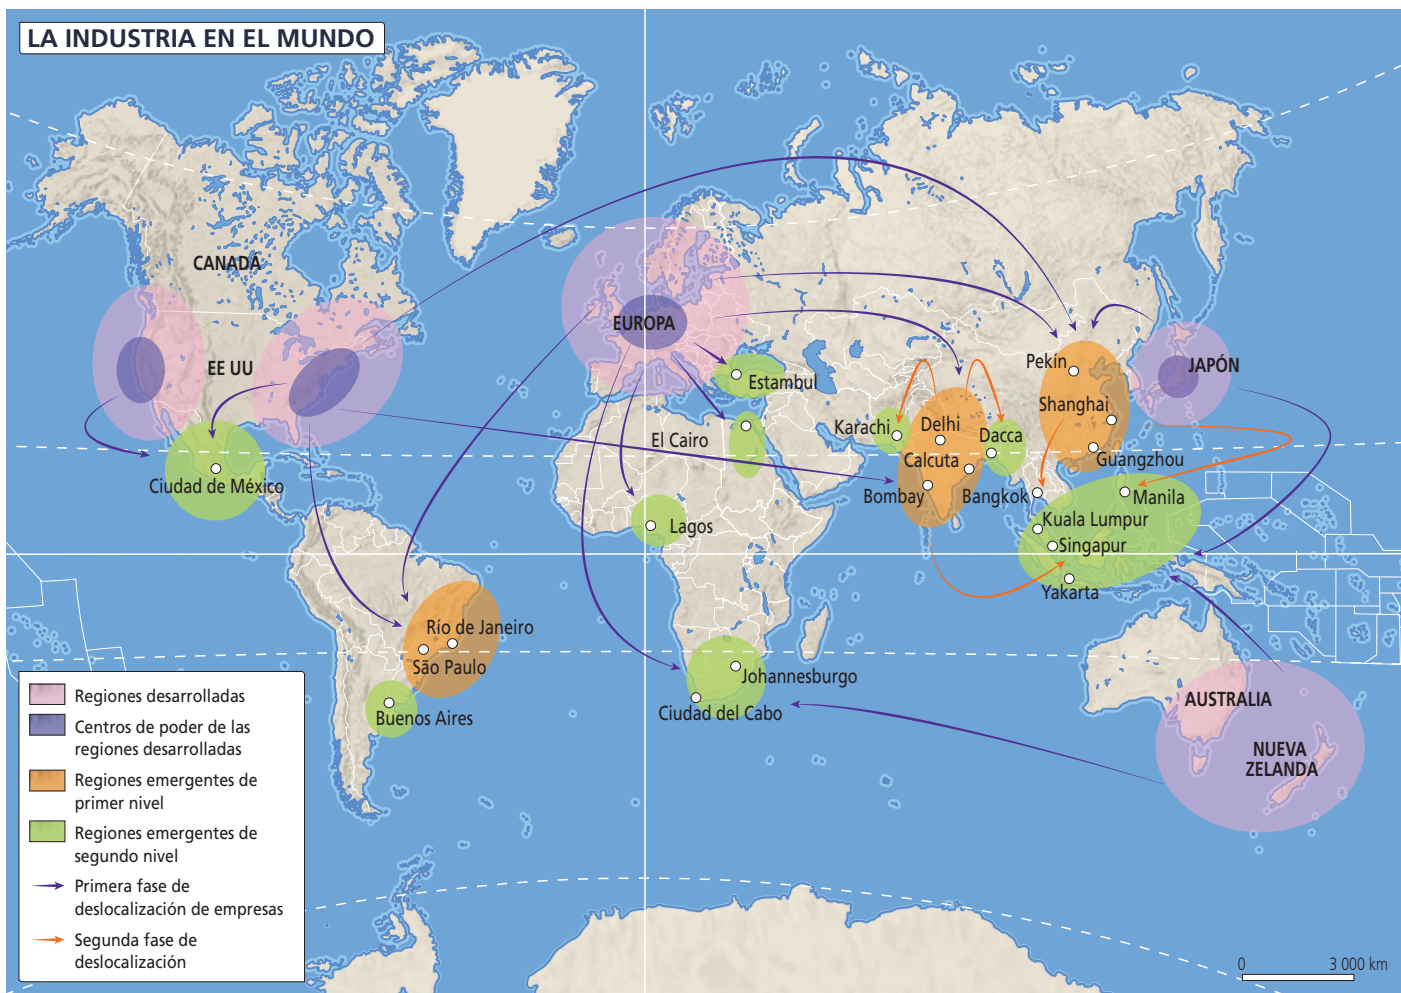 LA INDUSTRIA EN EL MUNDO
CANADÁ
EE UU
EUROPA
JAPÓN
Pekín
Estambul
Shanghai
Karachi
Delhi
Dacca
El Cairo
Calcuta
Guangzhou
Ciudad de México
Bombay
Bangkok
Manila
Lagos
Kuala Lumpur
Singapur
Yakarta
Río de Janeiro
São Paulo
Johannesburgo
Ciudad del Cabo
Buenos Aires
AUSTRALIA
NUEVA
ZELANDA
Regiones desarrolladas
Centros de poder de las
regiones desarrolladas
Regiones emergentes de
primer nivel
Regiones emergentes de
segundo nivel
Primera fase de
deslocalización de empresas
Segunda fase de
deslocalización
0 3 000 km